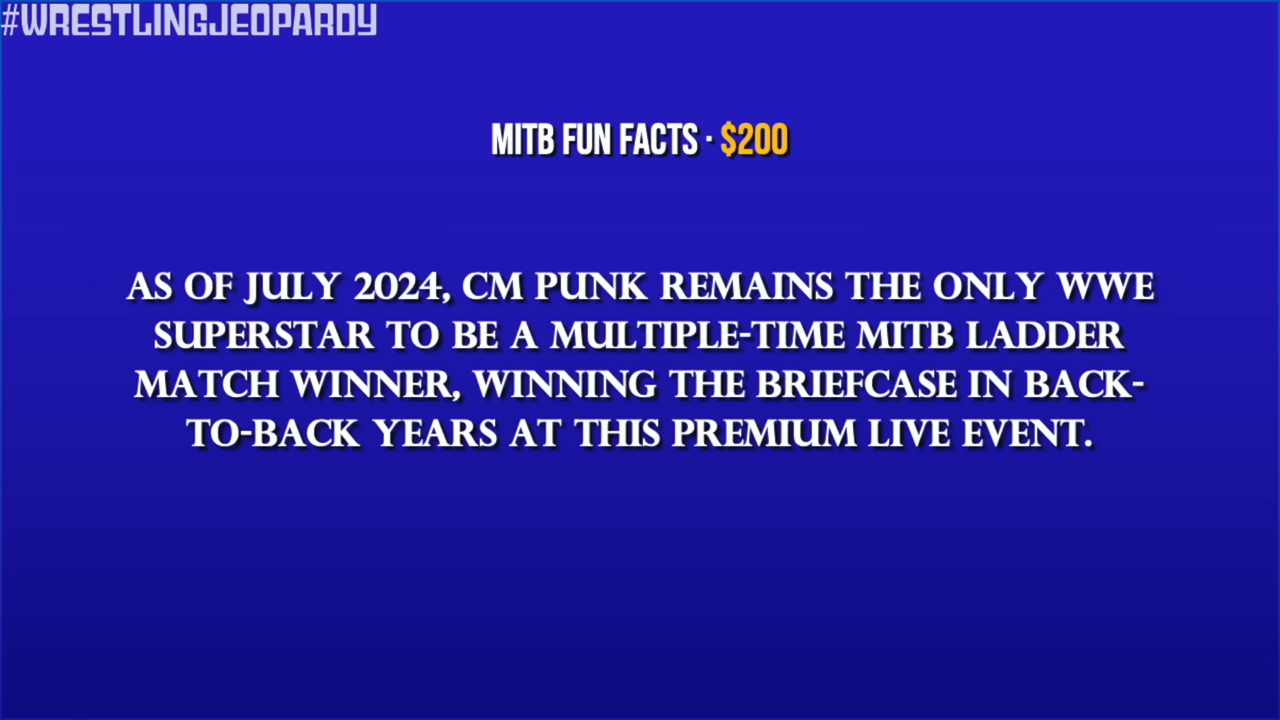 #WRESTLINGJEOPARDY
MITB FUN FACTS · $200
AS OF JULY 2024, CM PUNK REMAINS THE ONLY WWE
SUPERSTAR TO BE A MULTIPLE-TIME MITB LADDER
MATCH WINNER, WINNING THE BRIEFCASE IN BACK-
TO-BACK YEARS AT THIS PREMIUM LIVE EVENT.